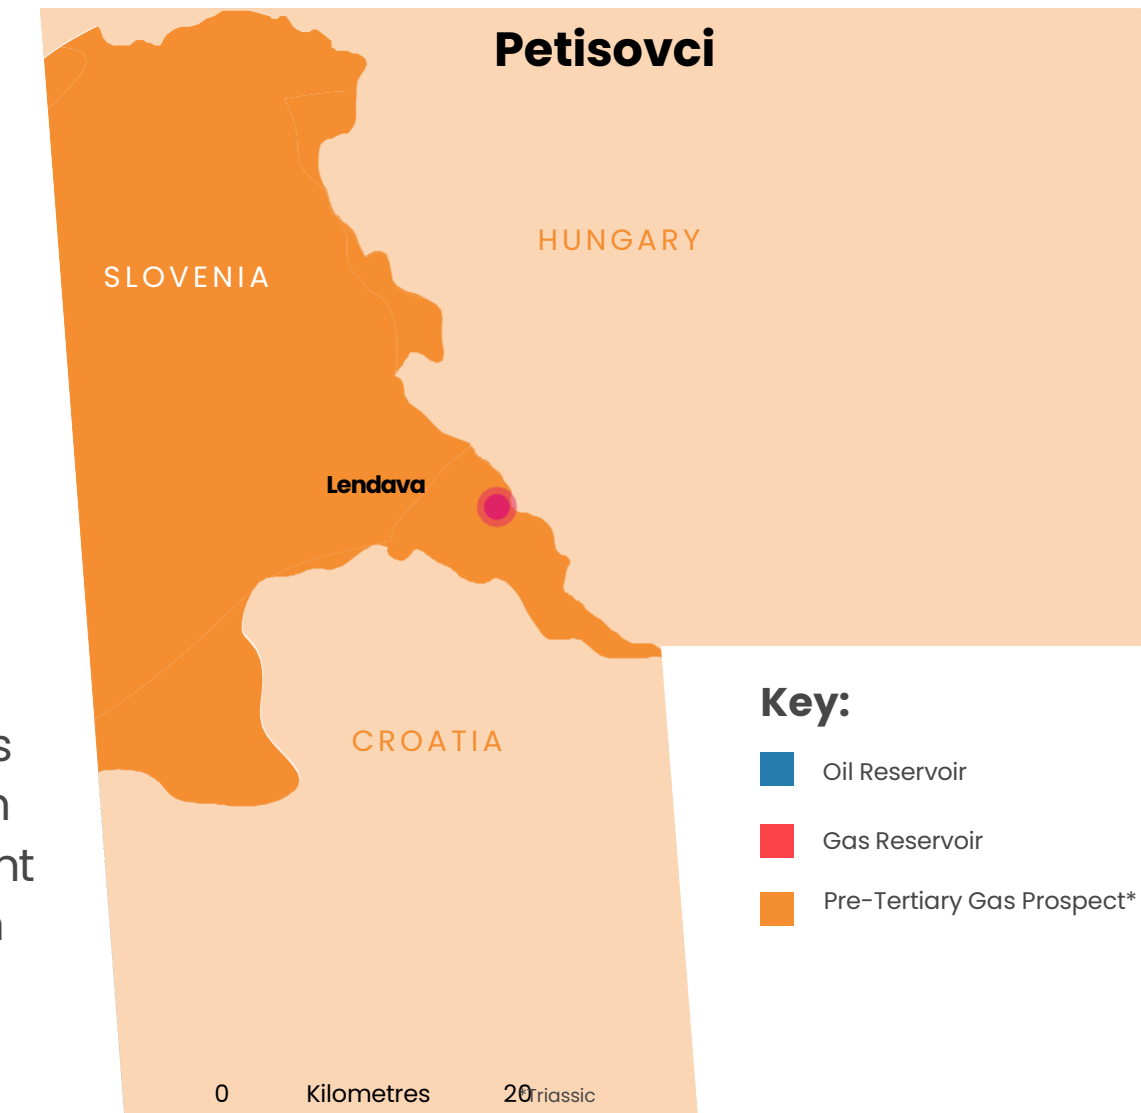 Petisovci
HUNGARY
SLOVENIA
Lendava
CROATIA
Key:
Oil Reservoir
Gas Reservoir
Pre-Tertiary Gas Prospect*
0 Kilometres 20
*Triassic